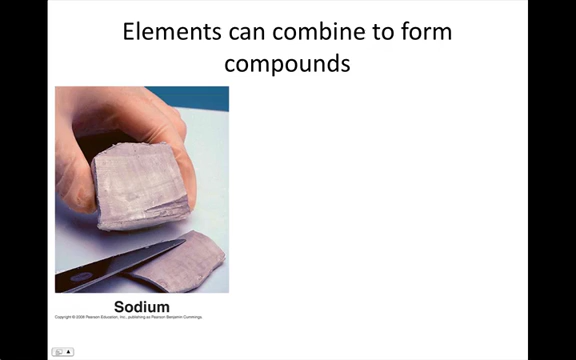 Elements can combine to form
compounds
Sodium
Copyright © 2009 Pearson Education, Inc., publishing as Pearson Benjamin Cummings.